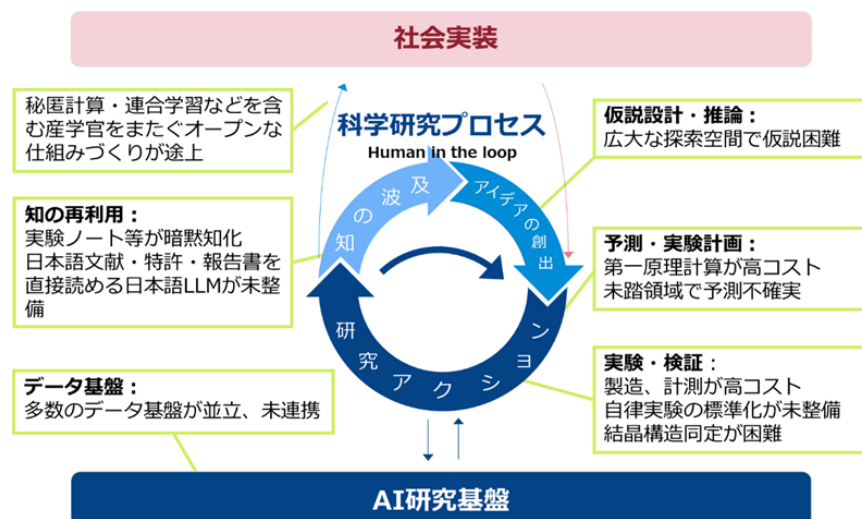 社会実装
秘匿計算・連合学習などを含
む産学官をまたぐオープンな
仕組みづくりが途上
科学研究プロセス
Human in the loop
仮説設計・推論：
広大な探索空間で仮説困難
知の波及
アイデアの創出
知の再利用：
実験ノート等が暗黙知化
日本語文献・特許・報告書を
直接読める日本語LLMが未整
備
予測・実験計画：
第一原理計算が高コスト
未踏領域で予測不確実
研究アクション
実験・検証：
製造、計測が高コスト
自律実験の標準化が未整備
結晶構造同定が困難
データ基盤：
多数のデータ基盤が並立、未連携
AI研究基盤